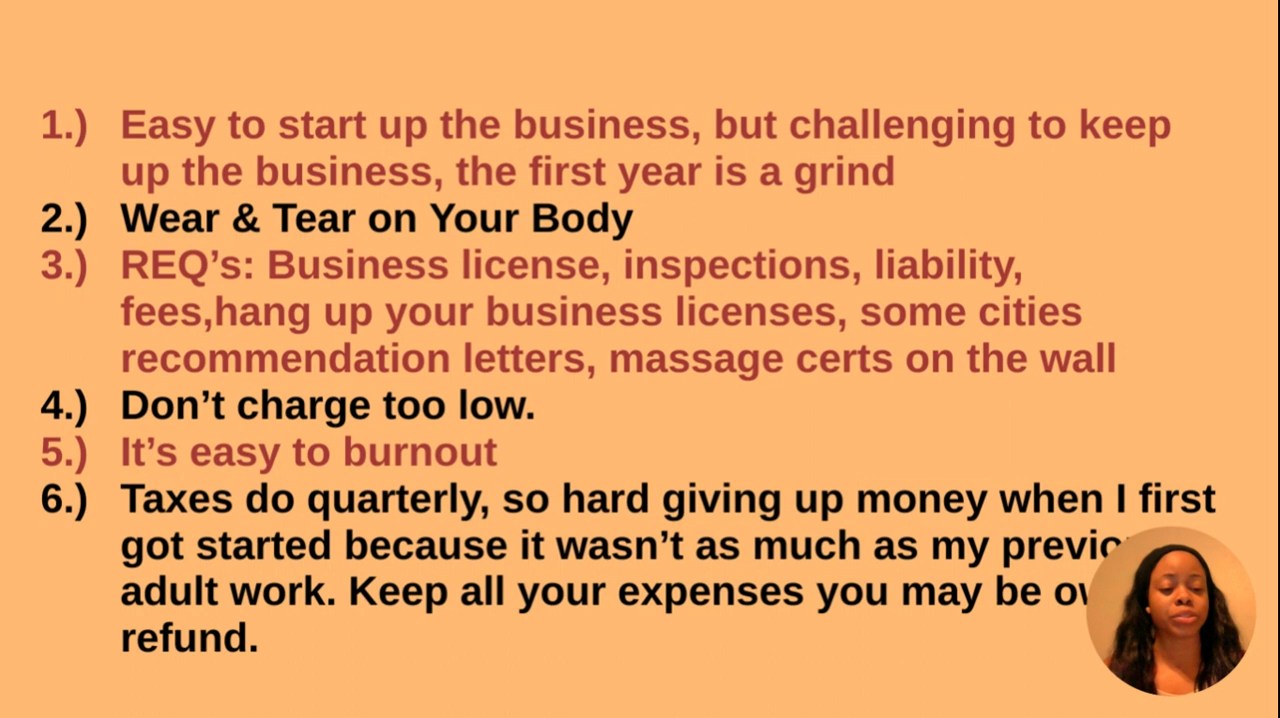 1.) Easy to start up the business, but challenging to keep
up the business, the first year is a grind
2.) Wear & Tear on Your Body
3.) REQ’s: Business license, inspections, liability,
fees,hang up your business licenses, some cities
recommendation letters, massage certs on the wall
4.) Don’t charge too low.
5.) It’s easy to burnout
6.) Taxes do quarterly, so hard giving up money when I first
got started because it wasn’t as much as my
adult work. Keep all your expenses you may be
refund.